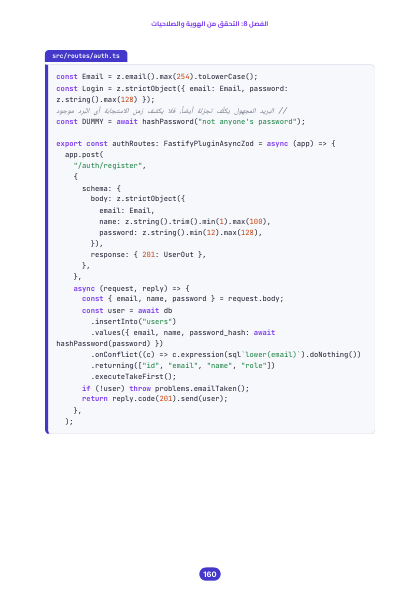 الفصل 8: التحقق من الهوية والصلاحيات
src/routes/auth.ts
const Email = z.email().max(254).toLowerCase();
const Login = z.strictObject({ email: Email, password:
z.string().max(128) });
// البريد المجهول يكلّف تجزئة أيضاً، فلا يكشف زمن الاستجابة أي البريد موجود
const DUMMY = await hashPassword("not anyone's password");
export const authRoutes: FastifyPluginAsyncZod = async (app) => {
app.post(
"/auth/register",
{
schema: {
body: z.strictObject({
email: Email,
name: z.string().trim().min(1).max(100),
password: z.string().min(12).max(128),
}),
response: { 201: UserOut },
},
},
async (request, reply) => {
const { email, name, password } = request.body;
const user = await db
.insertInto("users")
.values({ email, name, password_hash: await
hashPassword(password) })
.onConflict((c) => c.expression(sql`lower(email)`).doNothing())
.returning(["id", "email", "name", "role"])
.executeTakeFirst();
if (!user) throw problems.emailTaken();
return reply.code(201).send(user);
},
);
160